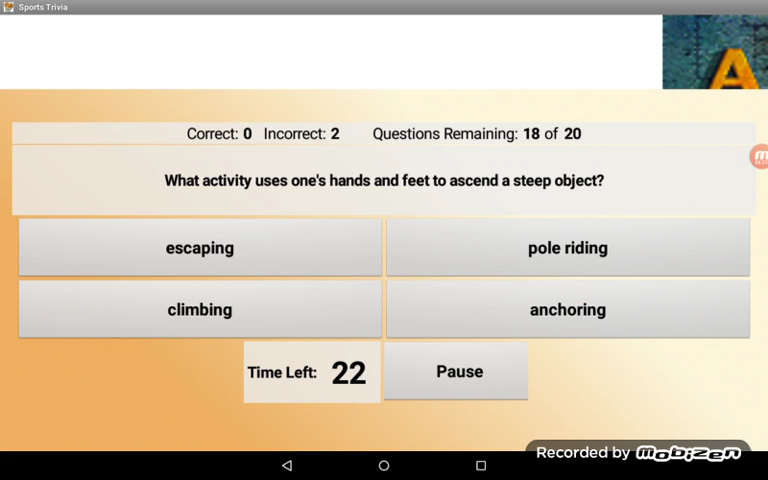 Sports Trivia
A
Correct: 0 Incorrect: 2 Questions Remaining: 18 of 20
What activity uses one's hands and feet to ascend a steep object?
escaping
pole riding
climbing
anchoring
Time Left: 22
Pause
Recorded by mobizen